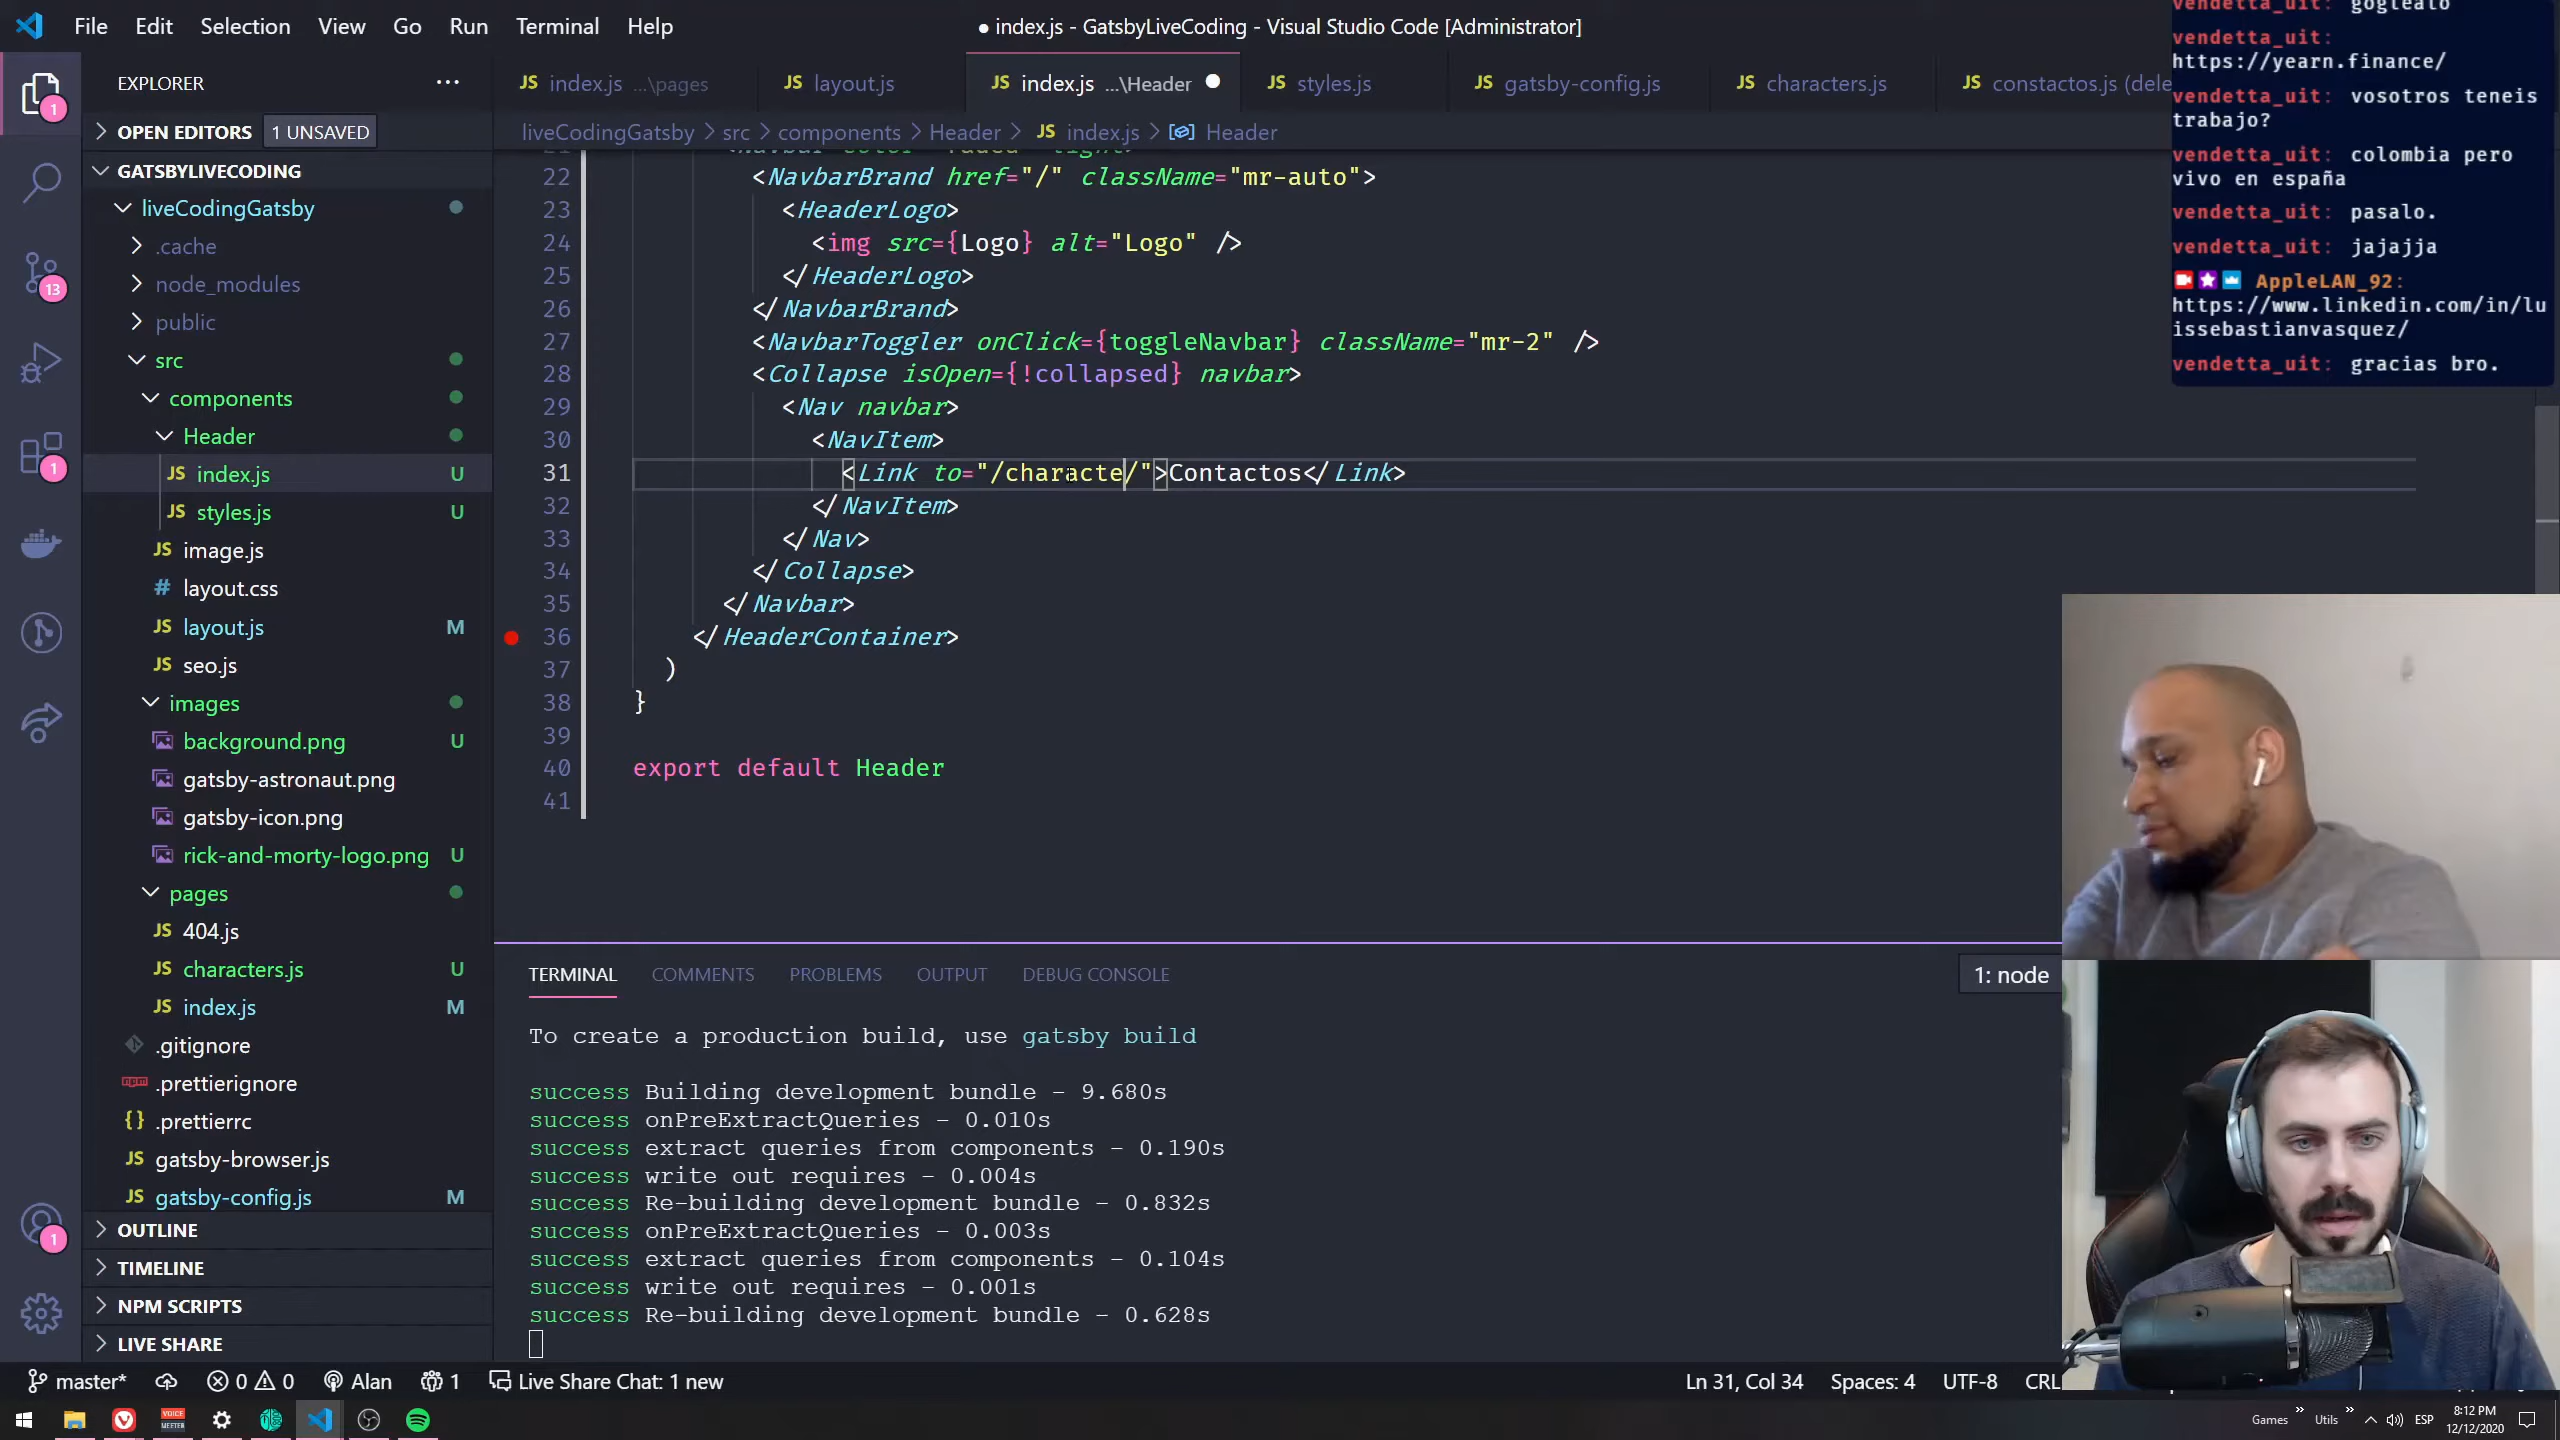 File Edit Selection View Go Run Terminal Help
● index.js - GatsbyLiveCoding - Visual Studio Code [Administrator]
EXPLORER ···
OPEN EDITORS 1 UNSAVED
GATSBYLIVECODING
liveCodingGatsby
.cache
node_modules
public
src
components
Header
JS index.js U
JS styles.js U
JS image.js
# layout.css
JS layout.js M
JS seo.js
images
background.png U
gatsby-astronaut.png
gatsby-icon.png
rick-and-morty-logo.png U
pages
JS 404.js
JS characters.js U
JS index.js M
.gitignore
npm .prettierignore
{} .prettierrc
JS gatsby-browser.js
JS gatsby-config.js M
OUTLINE
TIMELINE
NPM SCRIPTS
LIVE SHARE
1
13
1
1
JS index.js ...\pages JS layout.js JS index.js ...\Header ● JS styles.js JS gatsby-config.js JS characters.js JS constactos.js (dele
liveCodingGatsby > src > components > Header > JS index.js > Header
22 <NavbarBrand href="/" className="mr-auto">
23 <HeaderLogo>
24 <img src={Logo} alt="Logo" />
25 </HeaderLogo>
26 </NavbarBrand>
27 <NavbarToggler onClick={toggleNavbar} className="mr-2" />
28 <Collapse isOpen={!collapsed} navbar>
29 <Nav navbar>
30 <NavItem>
31 <Link to="/characte/">Contactos</Link>
32 </NavItem>
33 </Nav>
34 </Collapse>
35 </Navbar>
36 </HeaderContainer>
37 )
38 }
39
40 export default Header
41
TERMINAL COMMENTS PROBLEMS OUTPUT DEBUG CONSOLE 1: node
To create a production build, use gatsby build
success Building development bundle - 9.680s
success onPreExtractQueries - 0.010s
success extract queries from components - 0.190s
success write out requires - 0.004s
success Re-building development bundle - 0.832s
success onPreExtractQueries - 0.003s
success extract queries from components - 0.104s
success write out requires - 0.001s
success Re-building development bundle - 0.628s
vendetta_uit: goglealo
vendetta_uit:
https://yearn.finance/
vendetta_uit: vosotros teneis
trabajo?
vendetta_uit: colombia pero
vivo en españa
vendetta_uit: pasalo.
vendetta_uit: jajajja
AppleLAN_92:
https://www.linkedin.com/in/lu
issebastianvasquez/
vendetta_uit: gracias bro.
master* 0 0 Alan 1 Live Share Chat: 1 new Ln 31, Col 34 Spaces: 4 UTF-8 CRL
VOICE MEETER
Games » Utils » ESP 8:12 PM
12/12/2020